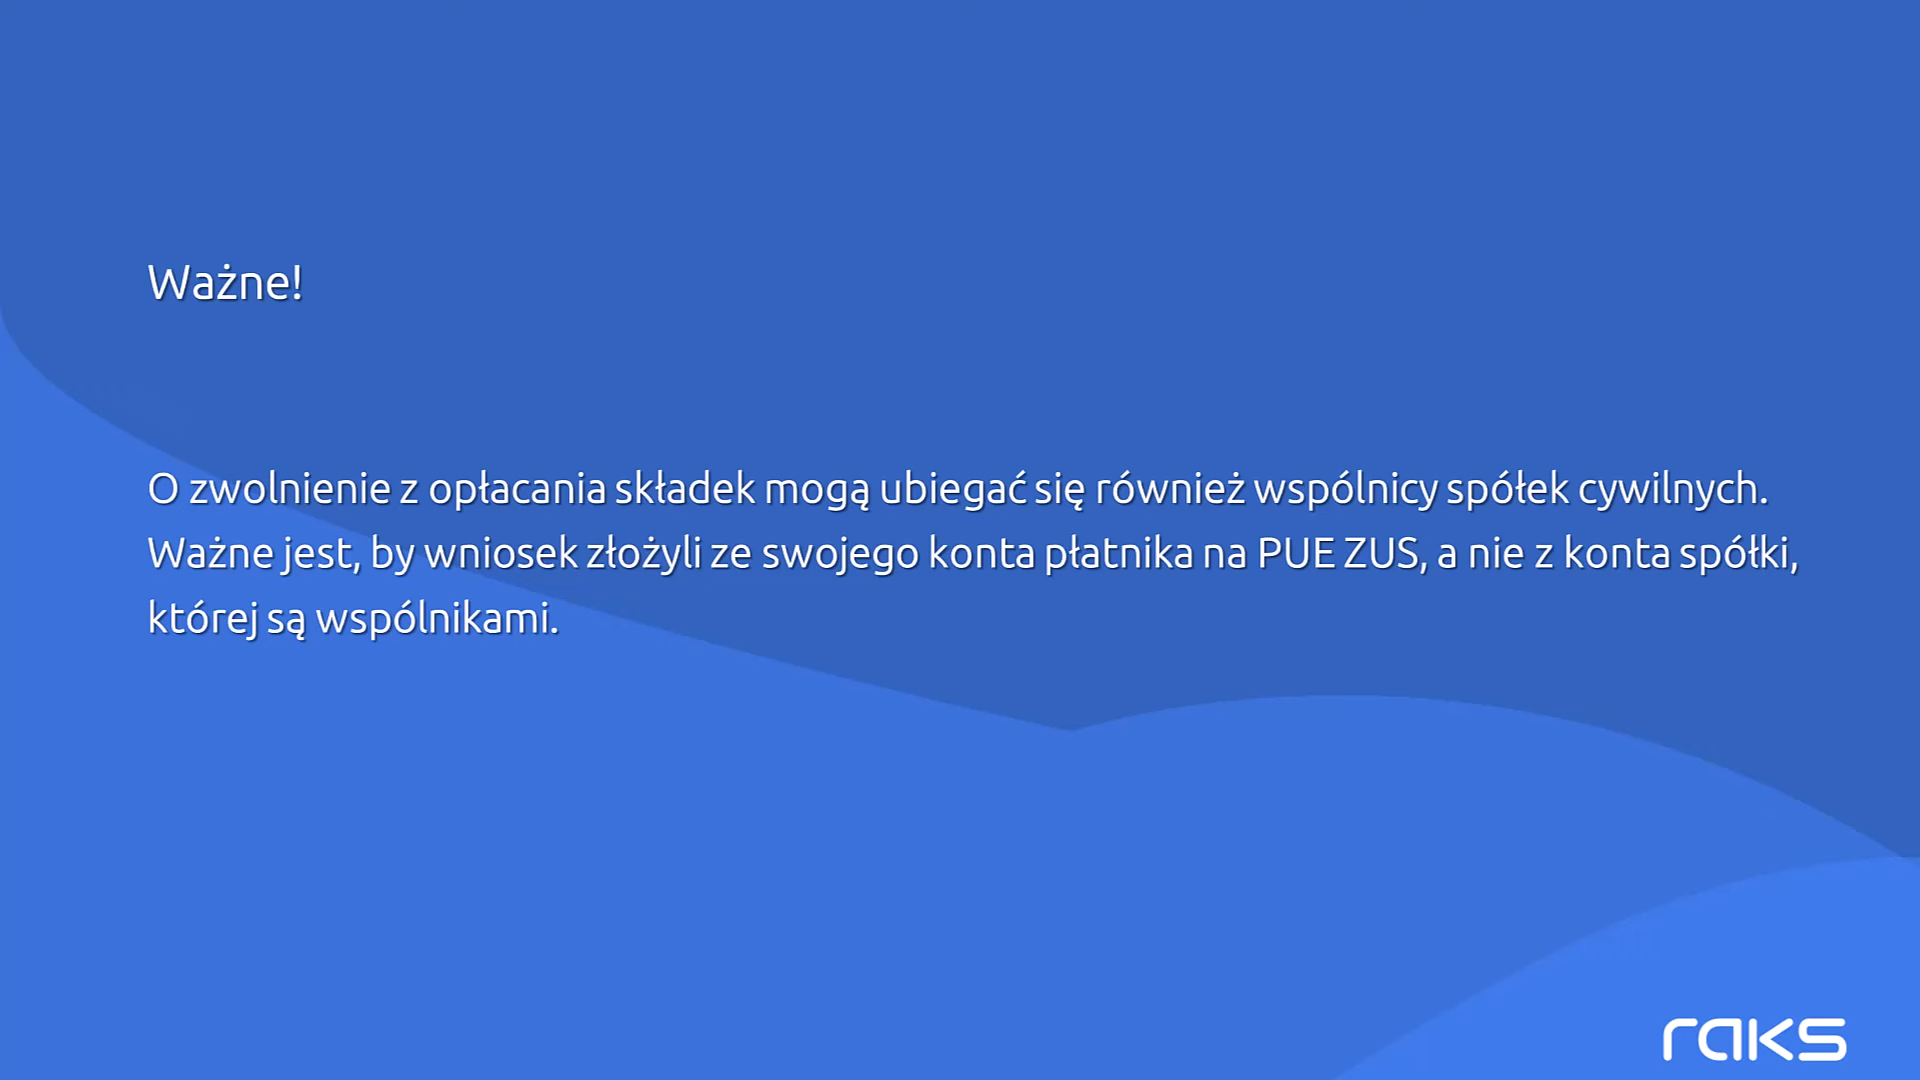 Ważne!
O zwolnienie z opłacania składek mogą ubiegać się również wspólnicy spółek cywilnych.
Ważne jest, by wniosek złożyli ze swojego konta płatnika na PUE ZUS, a nie z konta spółki,
której są wspólnikami.
raks